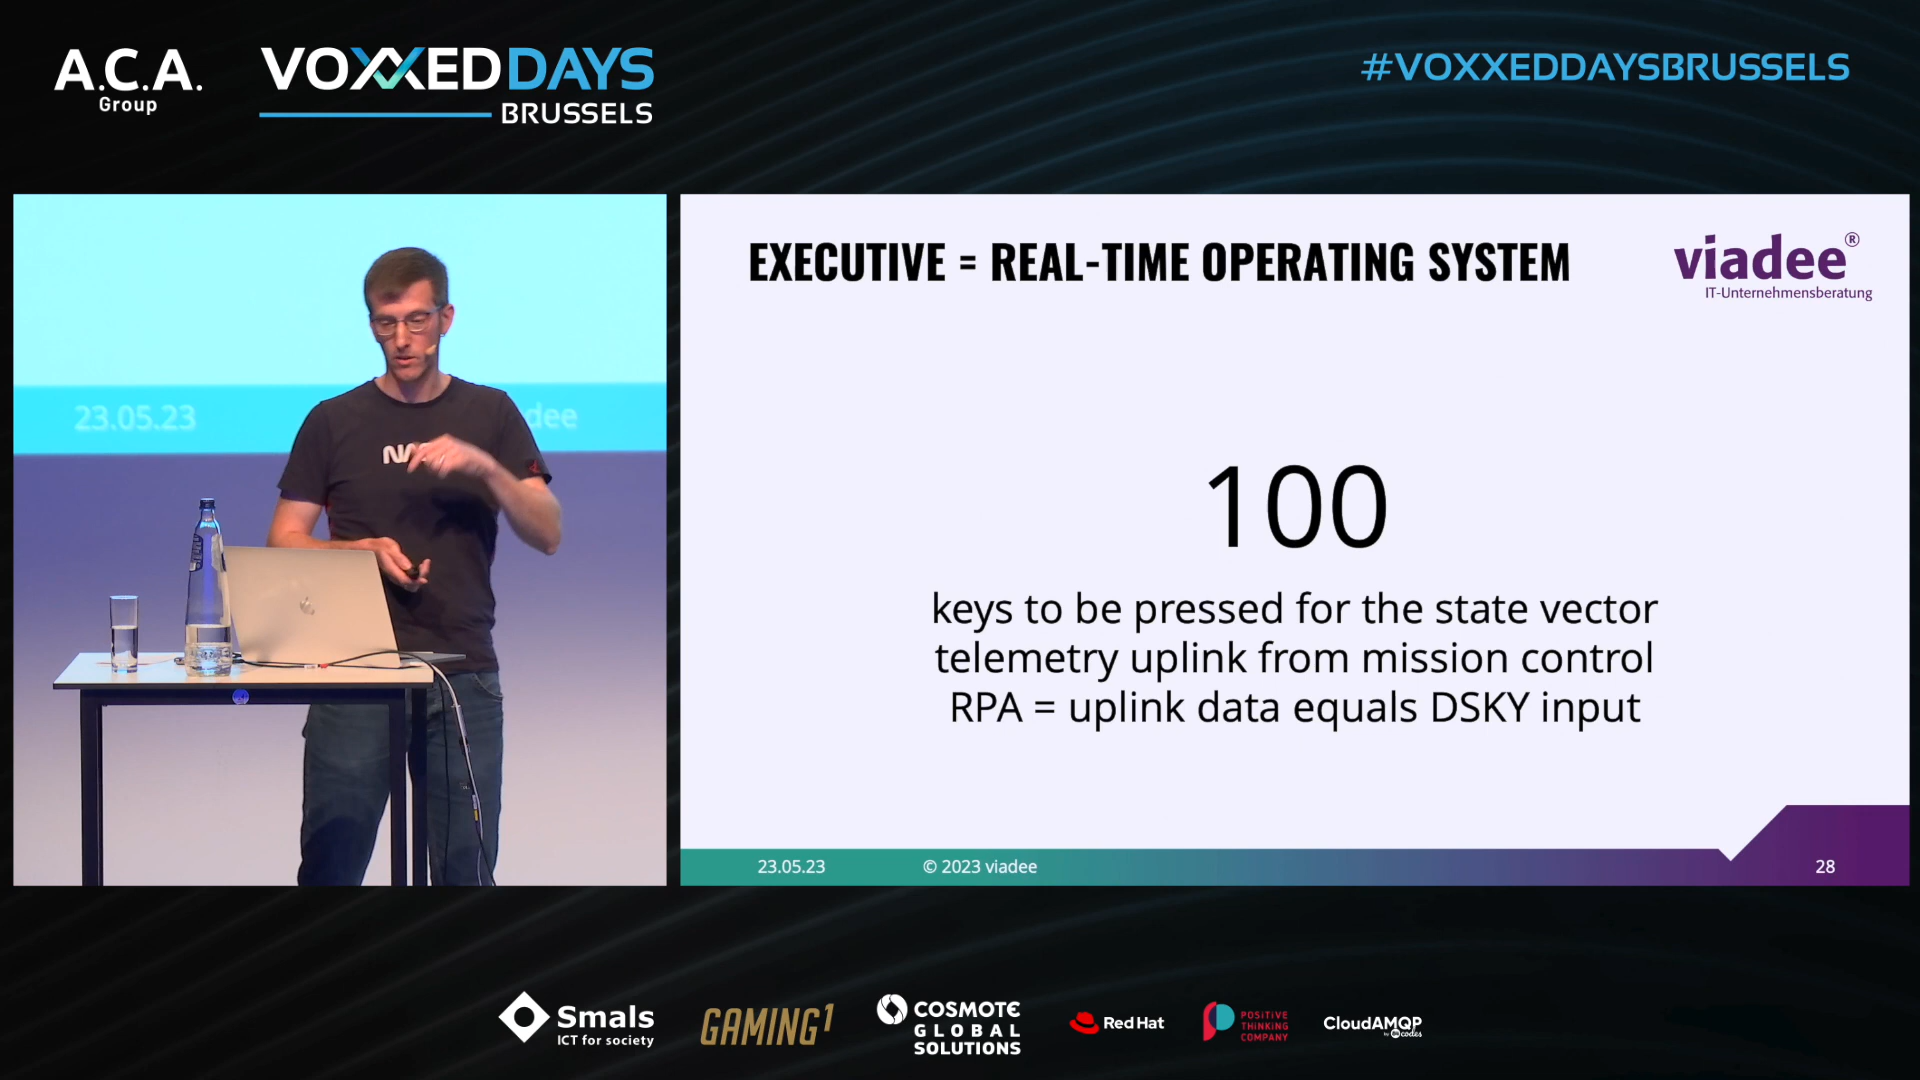 A.C.A.
Group
VOXXEDDAYS
BRUSSELS
#VOXXEDDAYSBRUSSELS
23.05.23
dee
EXECUTIVE = REAL-TIME OPERATING SYSTEM
viadee®
IT-Unternehmensberatung
100
keys to be pressed for the state vector
telemetry uplink from mission control
RPA = uplink data equals DSKY input
23.05.23
© 2023 viadee
28
Smals
ICT for society
GAMING1
COSMOTE
GLOBAL
SOLUTIONS
Red Hat
POSITIVE
THINKING
COMPANY
CloudAMQP